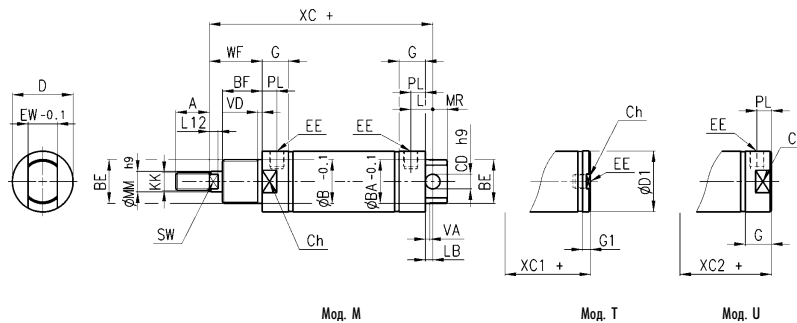 XC +
WF
G
G
D
BF
PL
PL
MR
EW -0.1
A
VD
L
L12
EE
EE
CD h9
Ch
EE
PL
EE
C
BE
ØMM h9
KK
ØB -0.1
ØBA -0.1
BE
ØD1
SW
Ch
VA
LB
G1
G
XC1 +
XC2 +
Мод. M
Мод. T
Мод. U